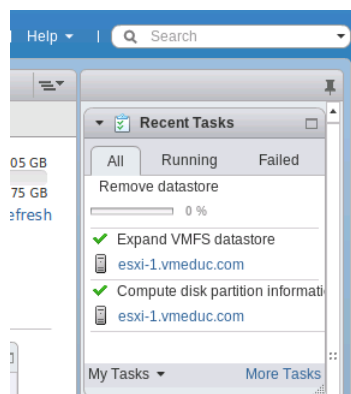 Help
Search
05 GB
75 GB
efresh
Recent Tasks
All Running Failed
Remove datastore
0 %
Expand VMFS datastore
esxi-1.vmeduc.com
Compute disk partition informati
esxi-1.vmeduc.com
My Tasks More Tasks